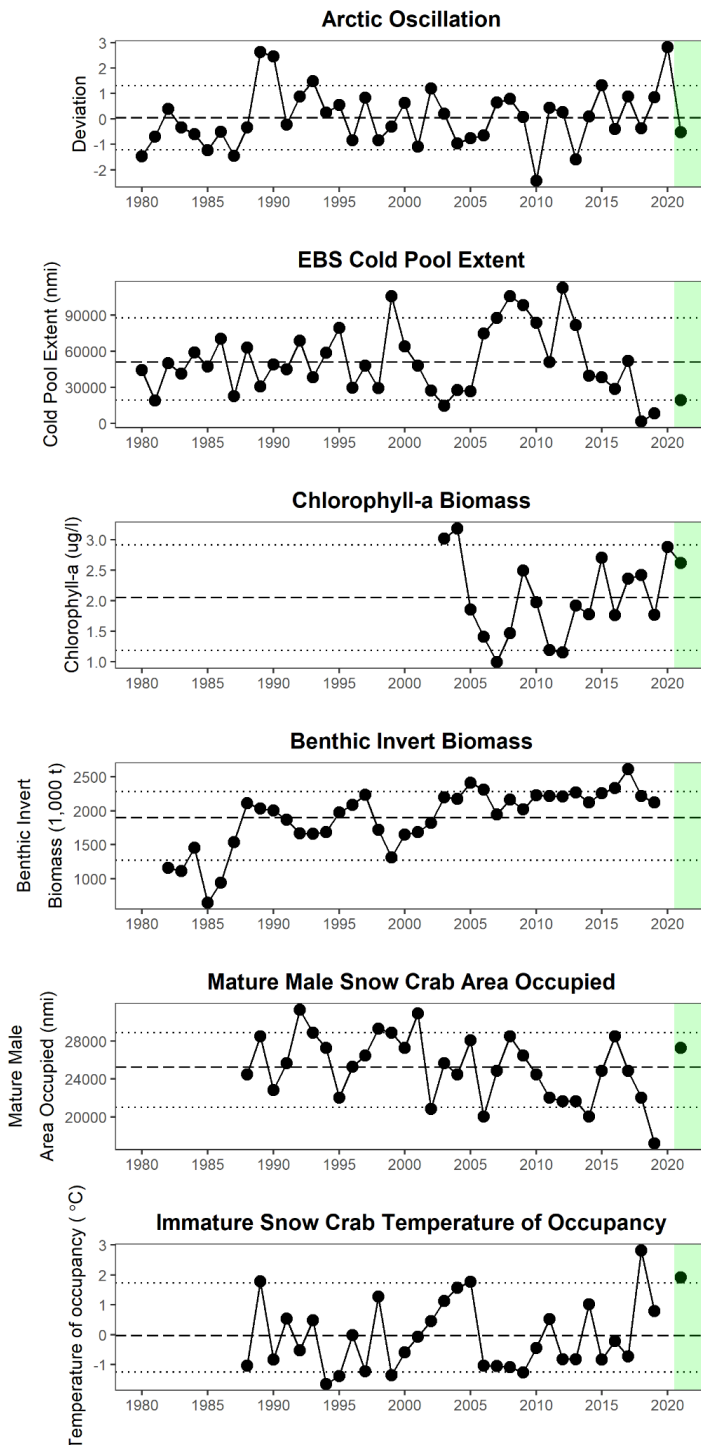 Arctic Oscillation
Deviation
3
2
1
0
-1
-2
1980 1985 1990 1995 2000 2005 2010 2015 2020
EBS Cold Pool Extent
Cold Pool Extent (nmi)
90000
60000
30000
0
1980 1985 1990 1995 2000 2005 2010 2015 2020
Chlorophyll-a Biomass
Chlorophyll-a (ug/l)
3.0
2.5
2.0
1.5
1.0
1980 1985 1990 1995 2000 2005 2010 2015 2020
Benthic Invert Biomass
Benthic Invert
Biomass (1,000 t)
2500
2000
1500
1000
1980 1985 1990 1995 2000 2005 2010 2015 2020
Mature Male Snow Crab Area Occupied
Mature Male
Area Occupied (nmi)
28000
24000
20000
1980 1985 1990 1995 2000 2005 2010 2015 2020
Immature Snow Crab Temperature of Occupancy
Temperature of occupancy ( °C)
3
2
1
0
-1
1980 1985 1990 1995 2000 2005 2010 2015 2020